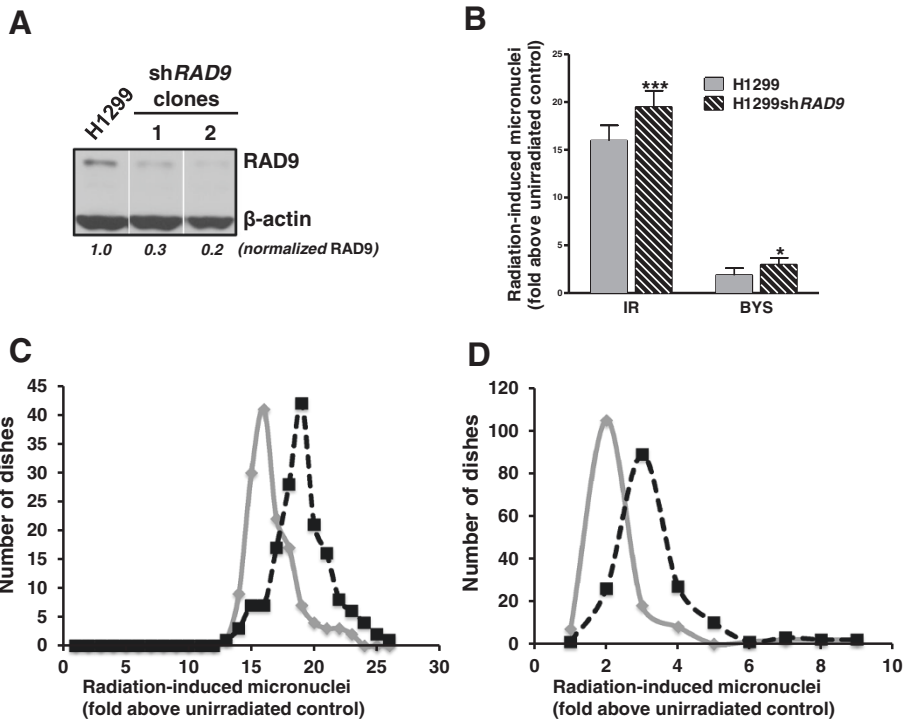 A
shRAD9
clones
H1299
1
2
RAD9
β-actin
1.0
0.3
0.2
(normalized RAD9)
B
Radiation-induced micronuclei
(fold above unirradiated control)
25
20
15
10
5
0
***
*
H1299
H1299shRAD9
IR
BYS
C
Number of dishes
45
40
35
30
25
20
15
10
5
0
0
5
10
15
20
25
30
Radiation-induced micronuclei
(fold above unirradiated control)
D
Number of dishes
120
100
80
60
40
20
0
0
2
4
6
8
10
Radiation-induced micronuclei
(fold above unirradiated control)